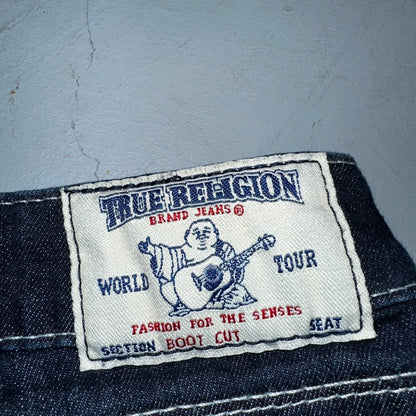 TRUE RELIGION
BRAND JEANS®
WORLD TOUR
FASHION FOR THE SENSES
SECTION BOOT CUT SEAT